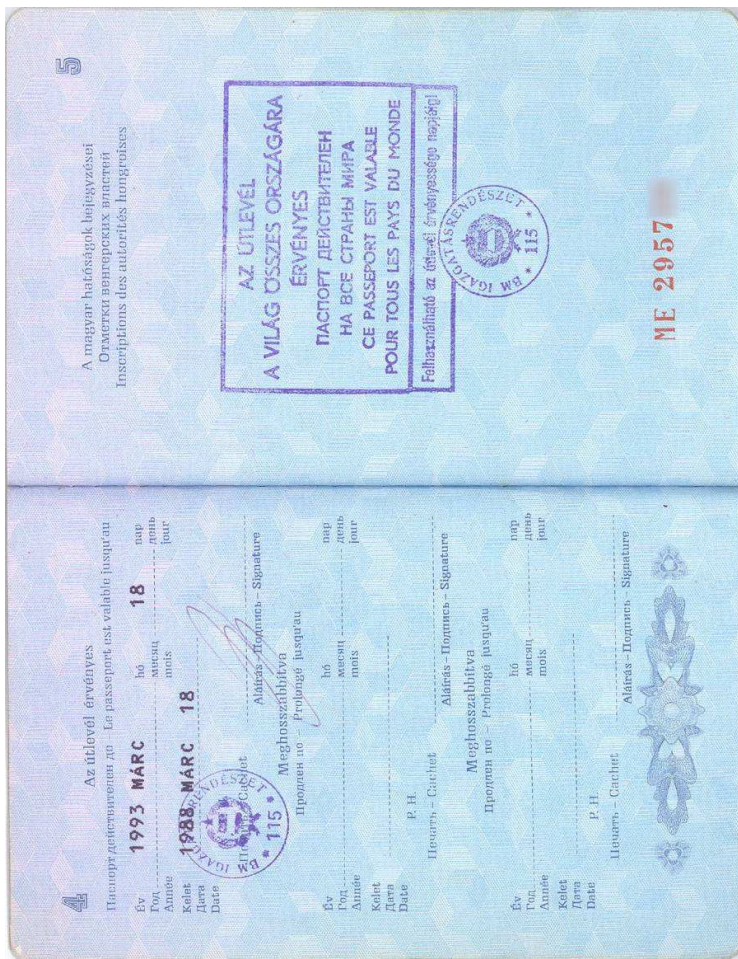 4
Az útlevél érvényes
Паспорт действителен до Le passeport est valable jusqu'au
1993 MÁRC 18
Év hó nap
Год месяц день
Année mois jour
1988 MÁRC 18
Kelet
Дата
Date
Печать Cachet
Aláírás – Подпись – Signature
BM IGAZGATÁSRENDÉSZET * 115 *
Meghosszabbítva
Продлен по – Prolongé jusqu'au
Év hó nap
Год месяц день
Année mois jour
Kelet
Дата
Date
P. H.
Печать – Cachet Aláírás – Подпись – Signature
Meghosszabbítva
Продлен по – Prolongé jusqu'au
Év hó nap
Год месяц день
Année mois jour
Kelet
Дата
Date
P. H.
Печать – Cachet Aláírás – Подпись Signature
5
A magyar hatóságok bejegyzései
Отметки венгерских властей
Inscriptions des autorités hongroises
AZ ÚTLEVÉL
A VILÁG ÖSSZES ORSZÁGÁRA
ÉRVÉNYES
ПАСПОРТ ДЕЙСТВИТЕЛЕН
НА ВСЕ СТРАНЫ МИРА
CE PASSEPORT EST VALABLE
POUR TOUS LES PAYS DU MONDE
Felhasználható az útlevél érvényessége napjáig!
BM IGAZGATÁSRENDÉSZET * 115 *
ME 2957